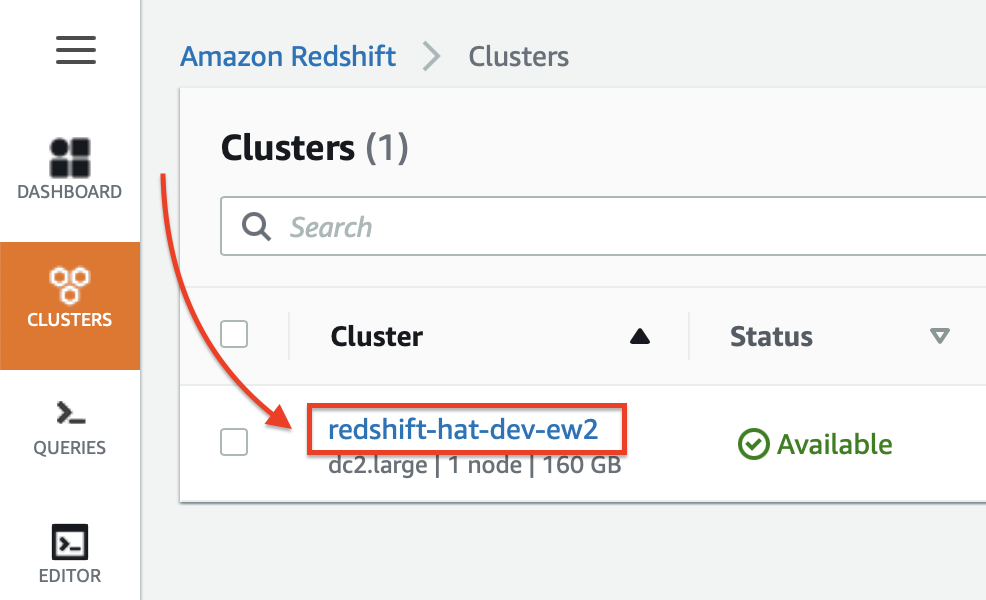 Amazon Redshift > Clusters
Clusters (1)
Search
Cluster Status
redshift-hat-dev-ew2
dc2.large | 1 node | 160 GB
Available
DASHBOARD
CLUSTERS
QUERIES
EDITOR